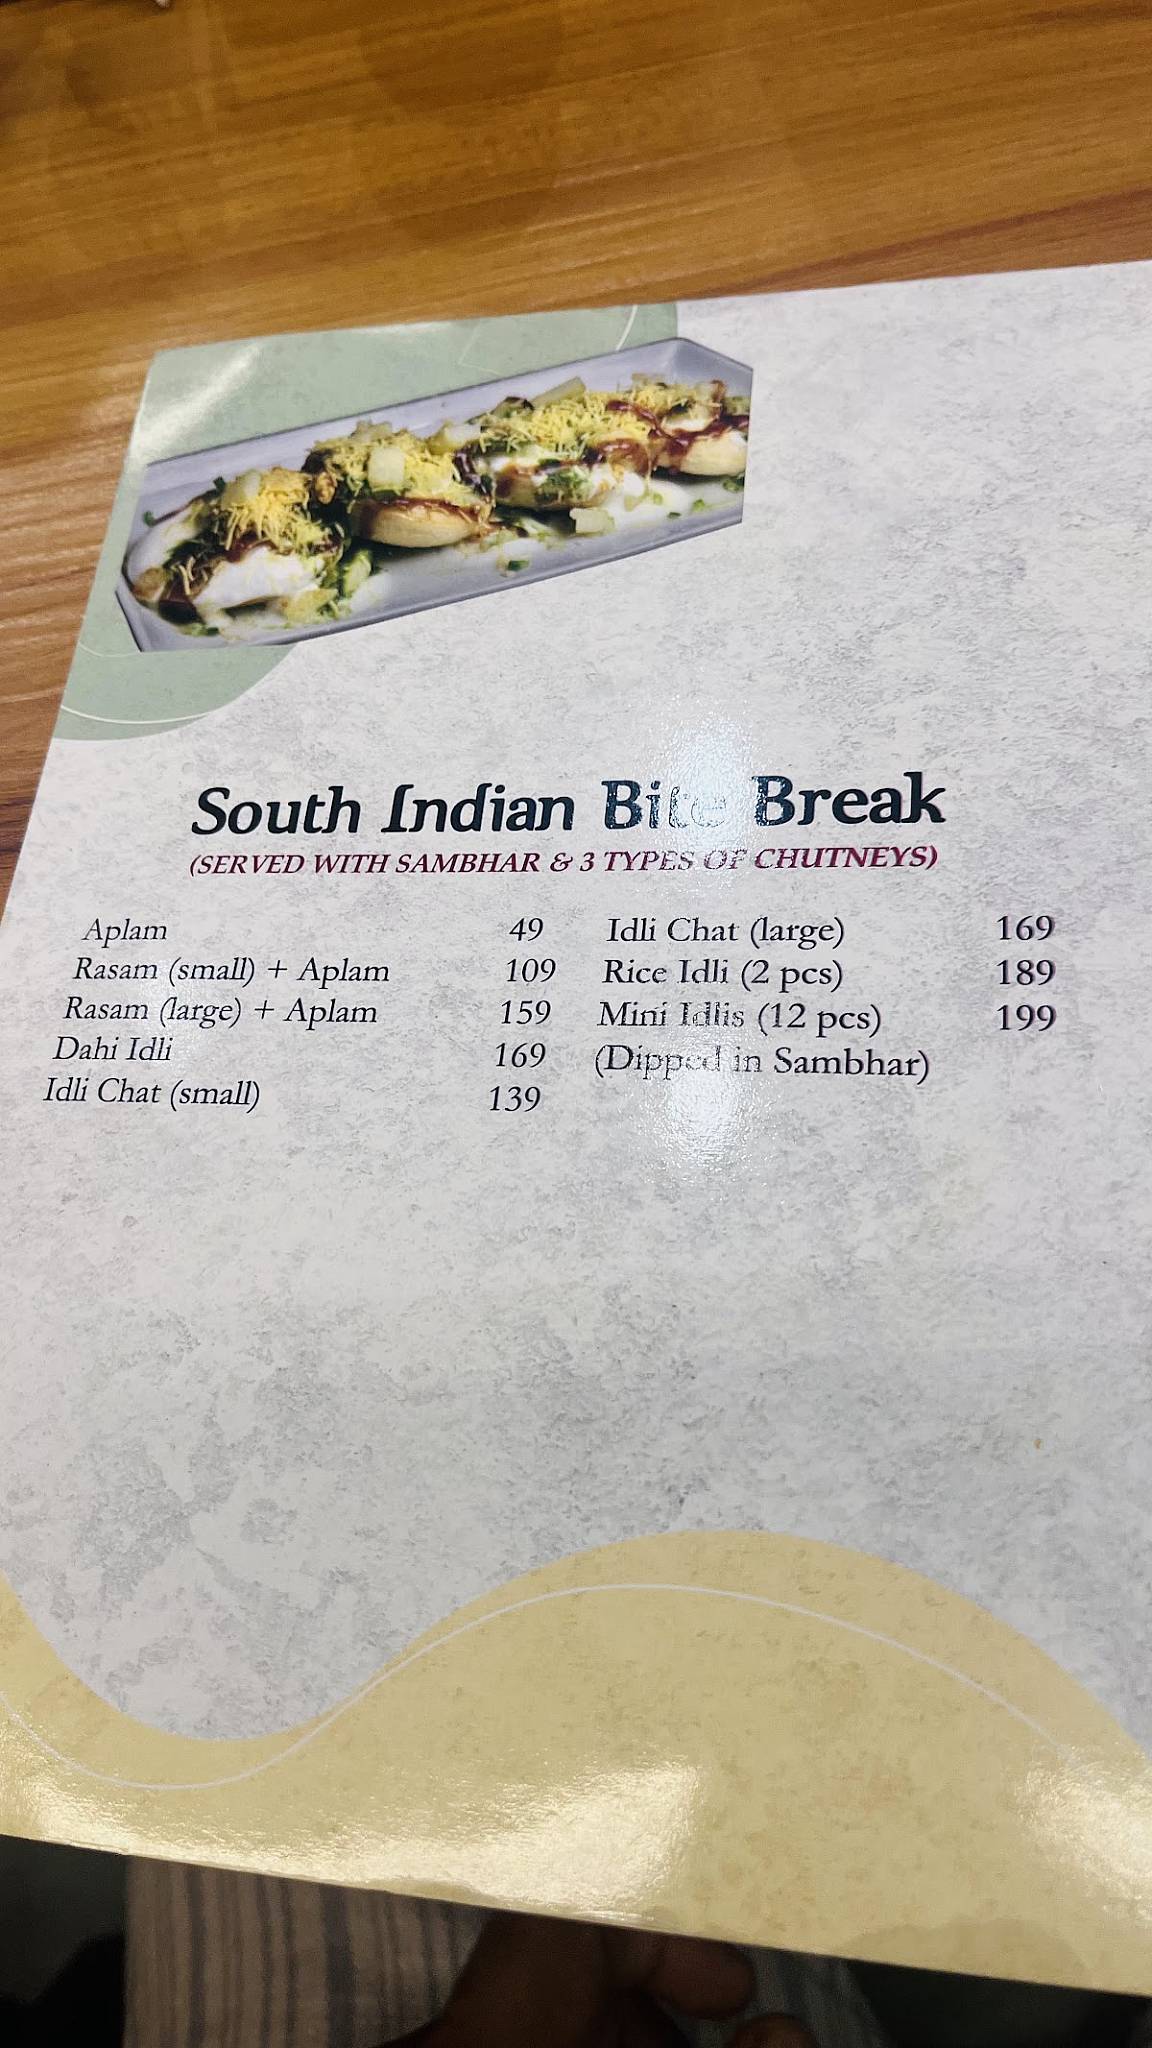 South Indian Bite Break
(SERVED WITH SAMBHAR & 3 TYPES OF CHUTNEYS)
Aplam 49
Rasam (small) + Aplam 109
Rasam (large) + Aplam 159
Dahi Idli 169
Idli Chat (small) 139
Idli Chat (large) 169
Rice Idli (2 pcs) 189
Mini Idlis (12 pcs) 199
(Dipped in Sambhar)